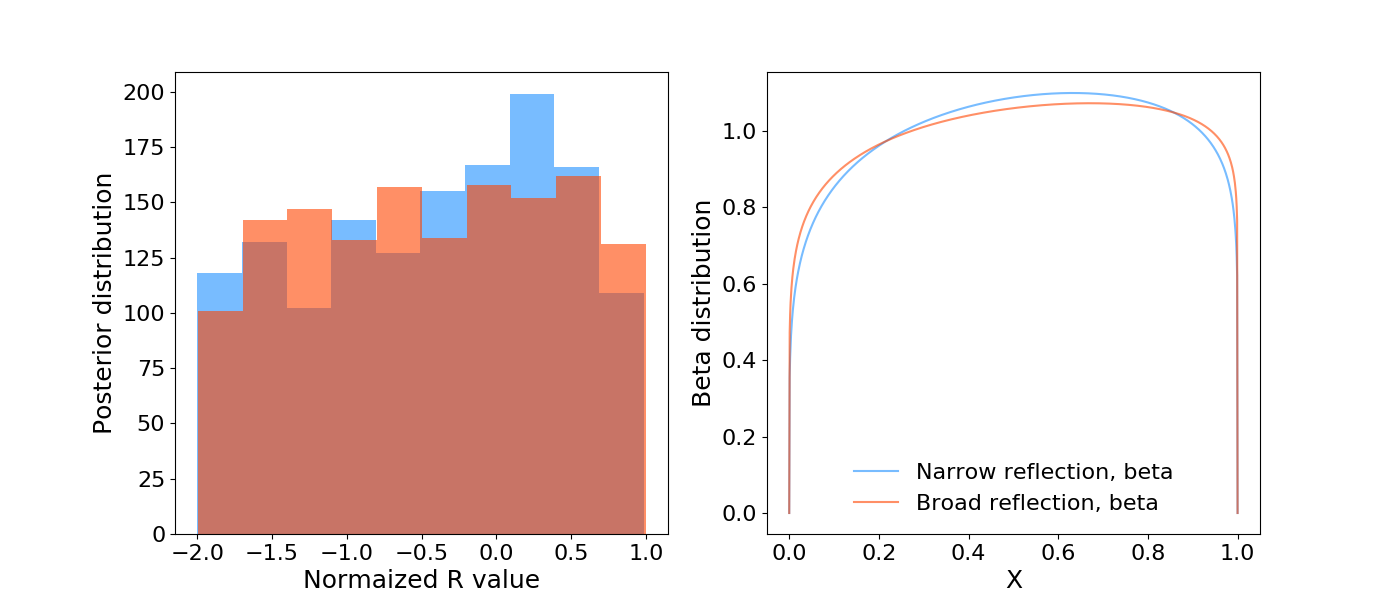 Posterior distribution
200
175
150
125
100
75
50
25
0
−2.0 −1.5 −1.0 −0.5 0.0 0.5 1.0
Normaized R value
Beta distribution
1.0
0.8
0.6
0.4
0.2
0.0
Narrow reflection, beta
Broad reflection, beta
0.0 0.2 0.4 0.6 0.8 1.0
X